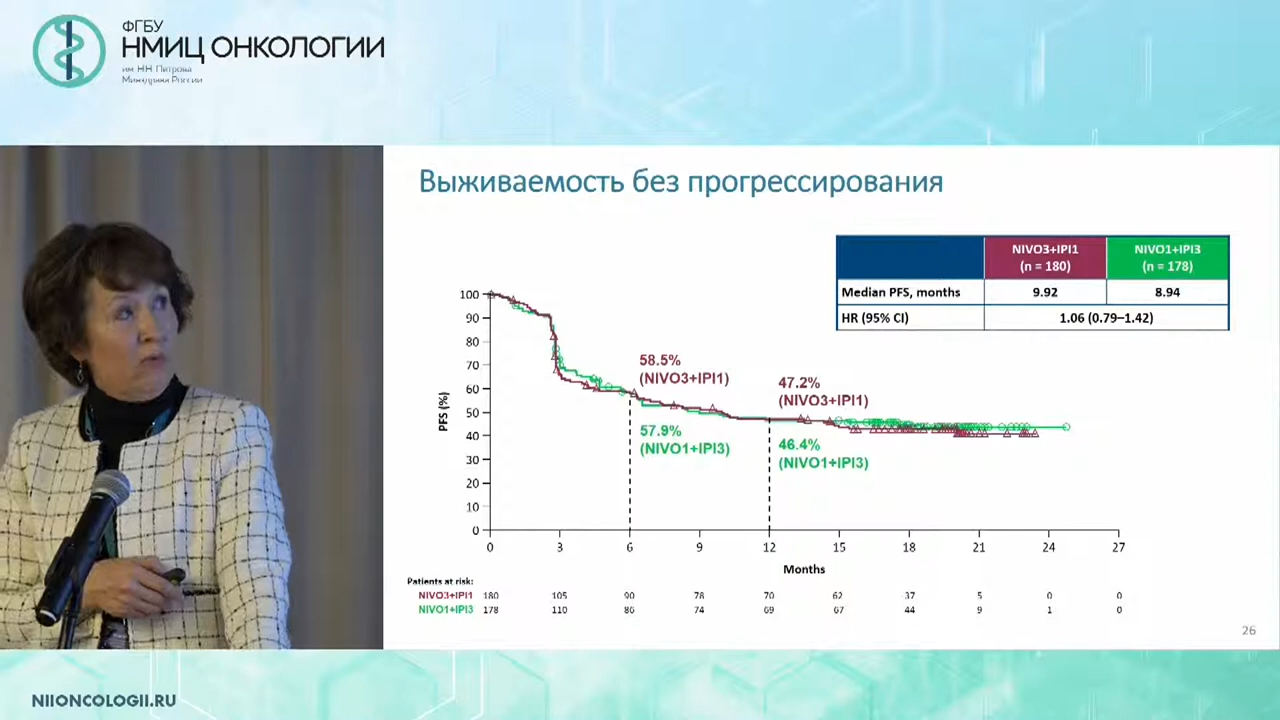 ФГБУ
НМИЦ ОНКОЛОГИИ
им. Н.Н. Петрова
Минздрава России
Выживаемость без прогрессирования
NIVO3+IPI1
(n = 180)
NIVO1+IPI3
(n = 178)
Median PFS, months
9.92
8.94
HR (95% CI)
1.06 (0.79–1.42)
PFS (%)
100
90
80
70
60
50
40
30
20
10
0
58.5%
(NIVO3+IPI1)
57.9%
(NIVO1+IPI3)
47.2%
(NIVO3+IPI1)
46.4%
(NIVO1+IPI3)
0 3 6 9 12 15 18 21 24 27
Months
Patients at risk:
NIVO3+IPI1 180 105 90 78 70 62 37 5 0 0
NIVO1+IPI3 178 110 86 74 69 67 44 9 1 0
26
NIIONCOLOGII.RU